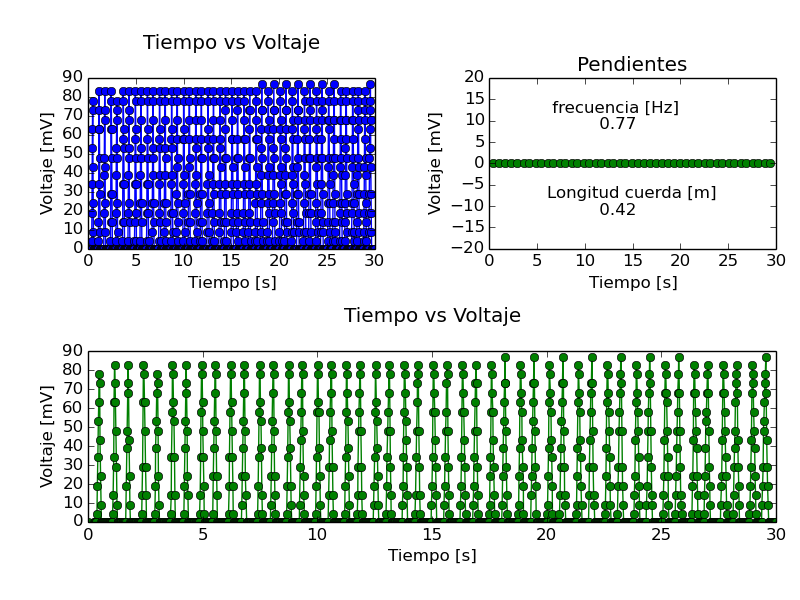 Tiempo vs Voltaje
Voltaje [mV]
90
80
70
60
50
40
30
20
10
0
0 5 10 15 20 25 30
Tiempo [s]
Pendientes
Voltaje [mV]
20
15
10
5
0
−5
−10
−15
−20
frecuencia [Hz]
0.77
Longitud cuerda [m]
0.42
0 5 10 15 20 25 30
Tiempo [s]
Tiempo vs Voltaje
Voltaje [mV]
90
80
70
60
50
40
30
20
10
0
0 5 10 15 20 25 30
Tiempo [s]